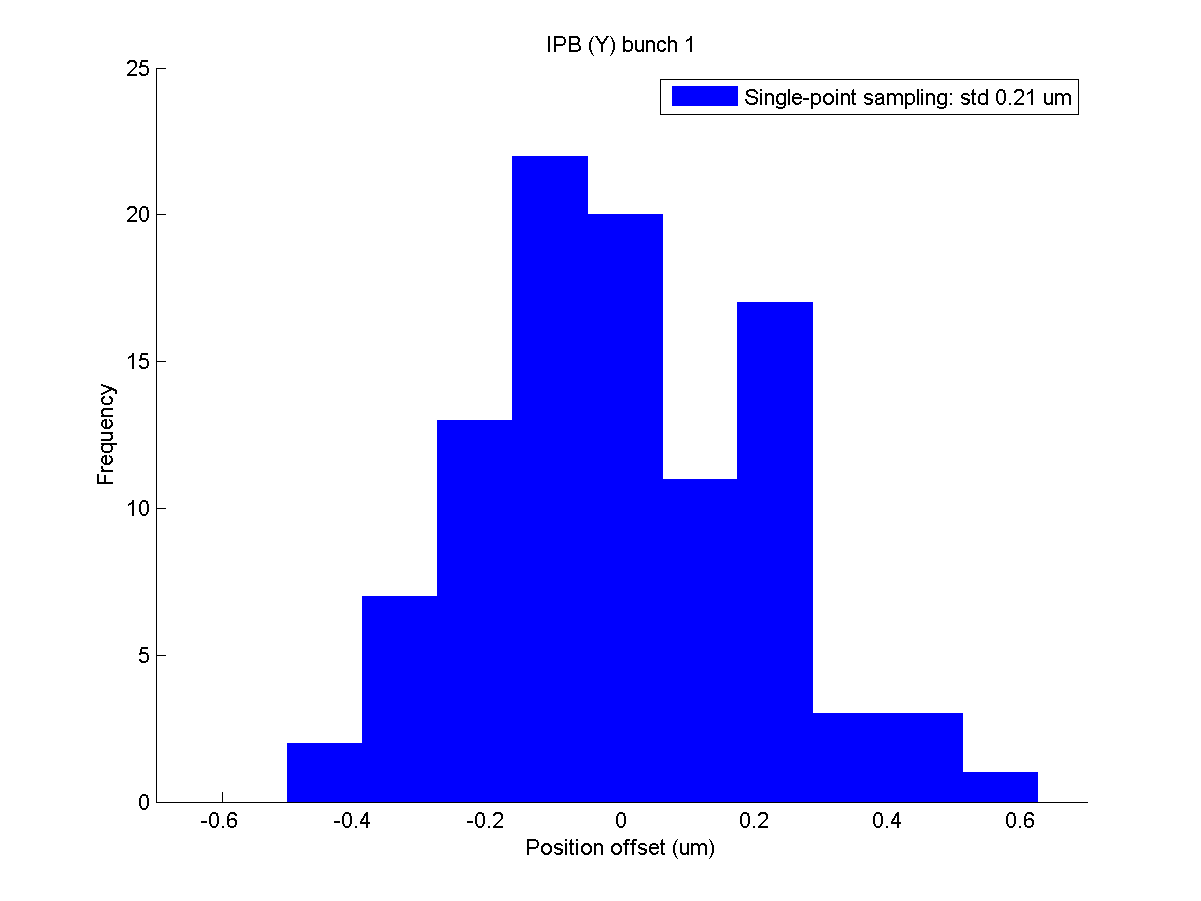 IPB (Y) bunch 1
Single-point sampling: std 0.21 um
25
20
15
10
5
0
Frequency
-0.6 -0.4 -0.2 0 0.2 0.4 0.6
Position offset (um)